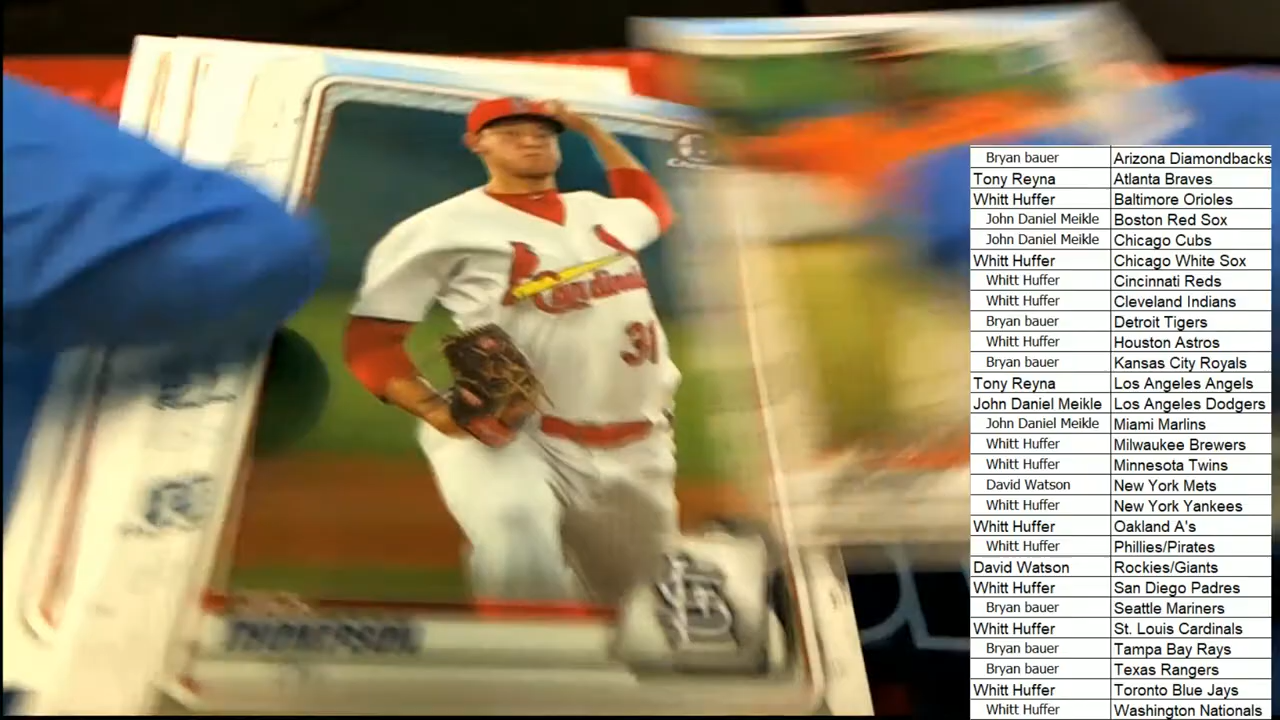 Cardinals
31
THOMPSON
Bryan bauer Arizona Diamondbacks
Tony Reyna Atlanta Braves
Whitt Huffer Baltimore Orioles
John Daniel Meikle Boston Red Sox
John Daniel Meikle Chicago Cubs
Whitt Huffer Chicago White Sox
Whitt Huffer Cincinnati Reds
Whitt Huffer Cleveland Indians
Bryan bauer Detroit Tigers
Whitt Huffer Houston Astros
Bryan bauer Kansas City Royals
Tony Reyna Los Angeles Angels
John Daniel Meikle Los Angeles Dodgers
John Daniel Meikle Miami Marlins
Whitt Huffer Milwaukee Brewers
Whitt Huffer Minnesota Twins
David Watson New York Mets
Whitt Huffer New York Yankees
Whitt Huffer Oakland A's
Whitt Huffer Phillies/Pirates
David Watson Rockies/Giants
Whitt Huffer San Diego Padres
Bryan bauer Seattle Mariners
Whitt Huffer St. Louis Cardinals
Bryan bauer Tampa Bay Rays
Bryan bauer Texas Rangers
Whitt Huffer Toronto Blue Jays
Whitt Huffer Washington Nationals